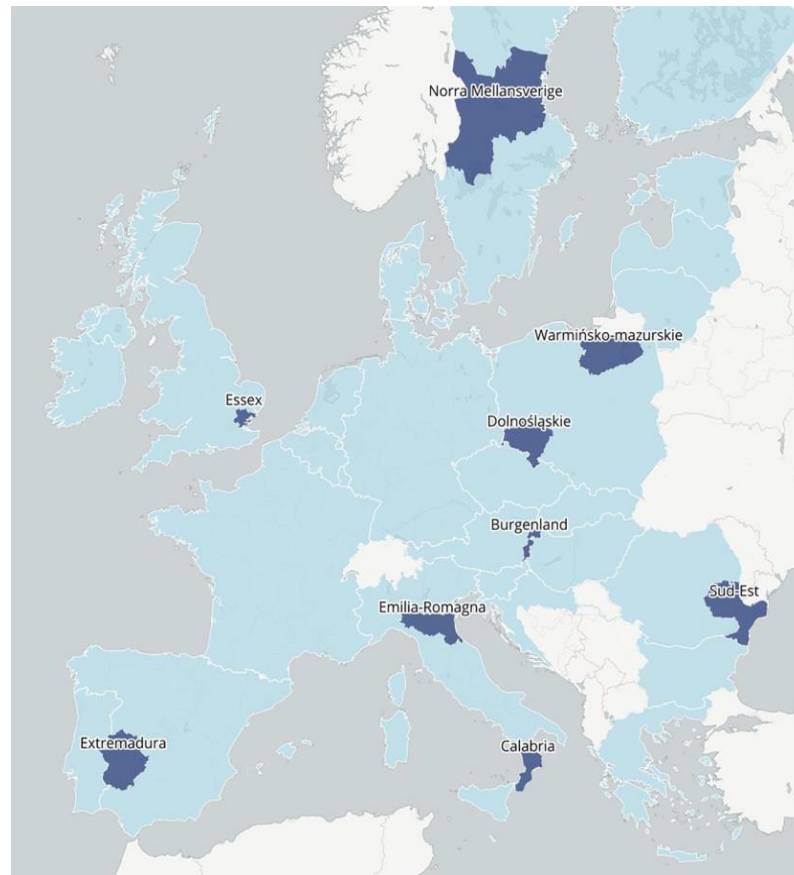 Norra Mellansverige
Warmińsko-mazurskie
Essex
Dolnośląskie
Burgenland
Sud-Est
Emilia-Romagna
Extremadura
Calabria